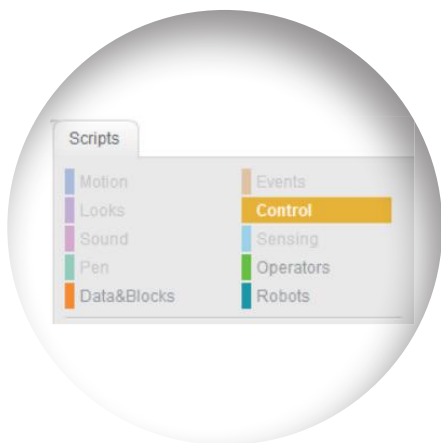 Scripts
Motion
Events
Looks
Control
Sound
Sensing
Pen
Operators
Data&Blocks
Robots